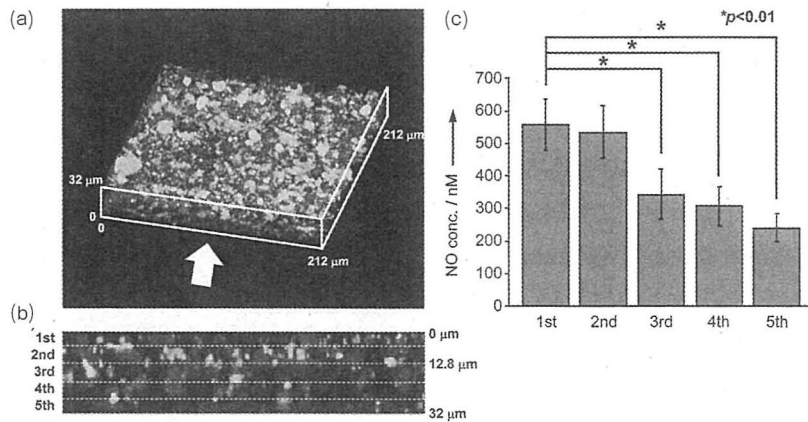 (a)
32 μm
0
0
212 μm
212 μm
(b)
1st
2nd
3rd
4th
5th
0 μm
12.8 μm
32 μm
(c)
*p<0.01
*
*
*
NO conc. / nM
700
600
500
400
300
200
100
0
1st 2nd 3rd 4th 5th